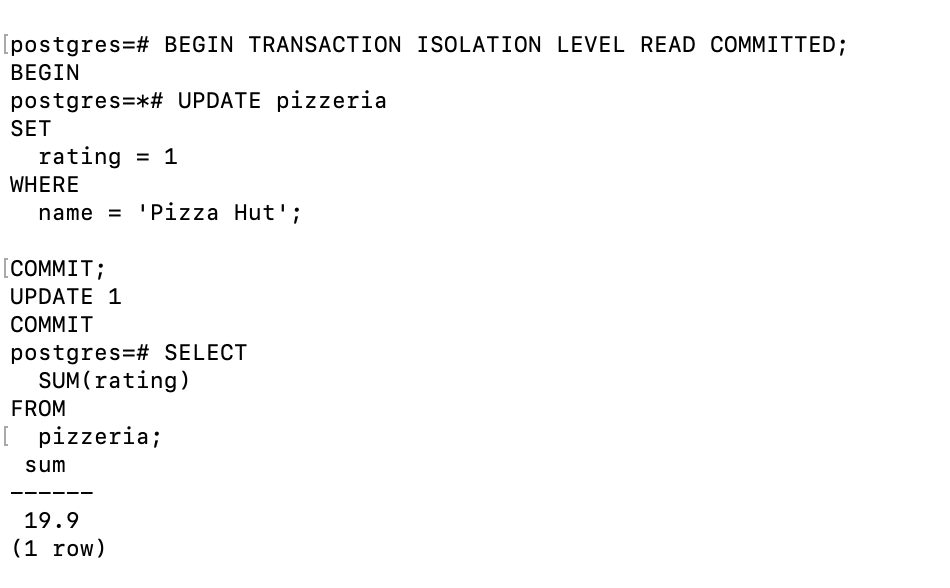 [postgres=# BEGIN TRANSACTION ISOLATION LEVEL READ COMMITTED;
BEGIN
postgres=*# UPDATE pizzeria
SET
  rating = 1
WHERE
  name = 'Pizza Hut';

[COMMIT;
UPDATE 1
COMMIT
postgres=# SELECT
  SUM(rating)
FROM
[  pizzeria;
 sum
------
 19.9
(1 row)